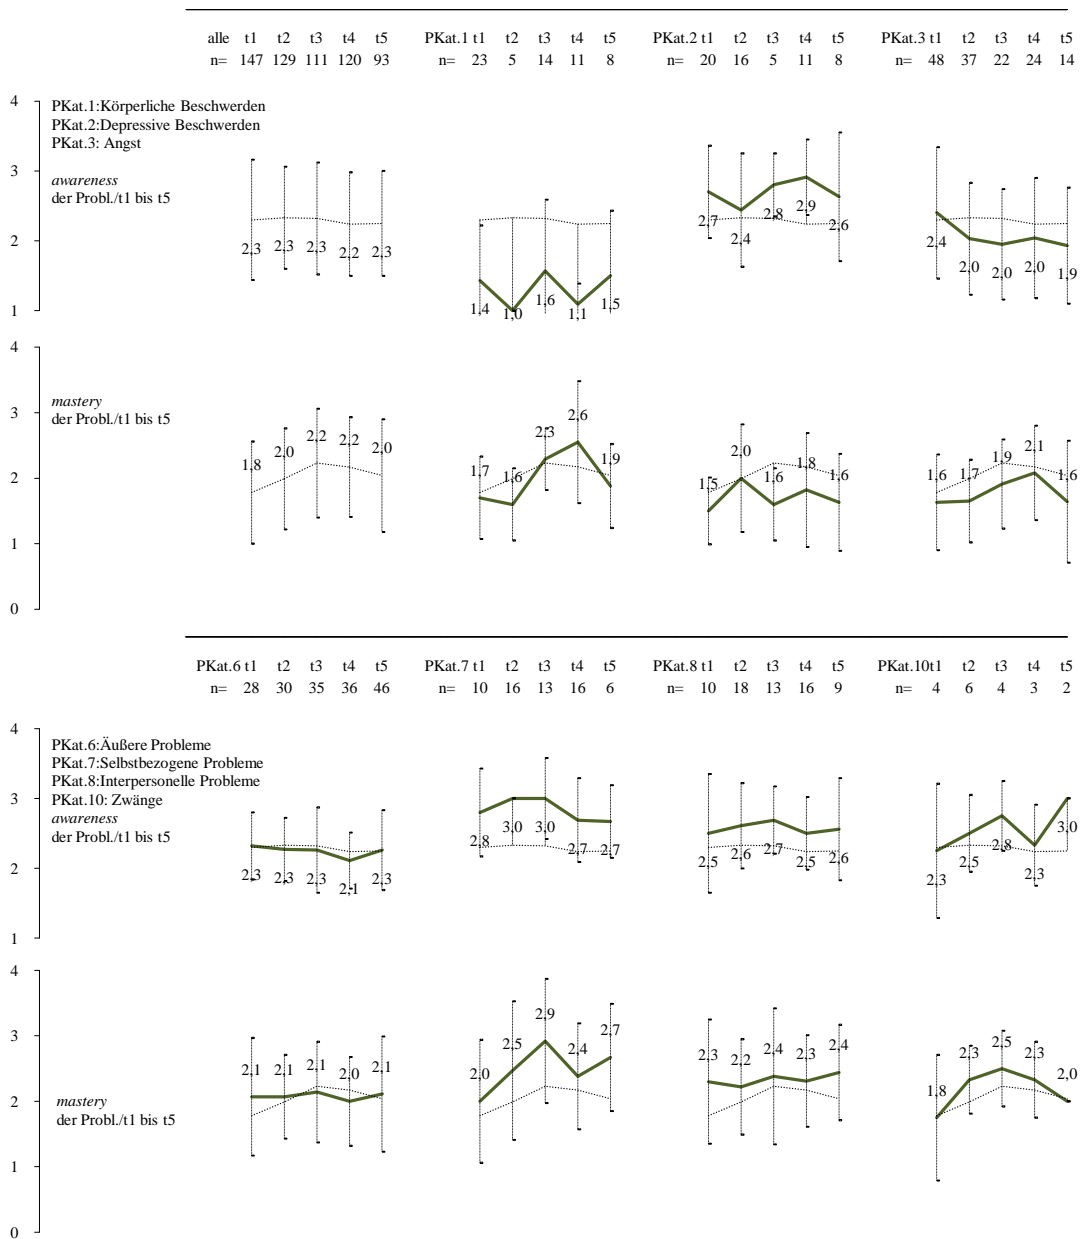 alle t1 t2 t3 t4 t5 PKat.1 t1 t2 t3 t4 t5 PKat.2 t1 t2 t3 t4 t5 PKat.3 t1 t2 t3 t4 t5
n= 147 129 111 120 93 n= 23 5 14 11 8 n= 20 16 5 11 8 n= 48 37 22 24 14
4
PKat.1:Körperliche Beschwerden
PKat.2:Depressive Beschwerden
PKat.3: Angst
3
awareness
der Probl./t1 bis t5
2
2,3 2,3 2,3 2,2 2,3 1,4 1,0 1,6 1,1 1,5 2,7 2,4 2,8 2,9 2,6 2,4 2,0 2,0 2,0 1,9
1
4
mastery
der Probl./t1 bis t5
3
1,8 2,0 2,2 2,2 2,0 1,7 1,6 2,3 2,6 1,9 1,5 2,0 1,6 1,8 1,6 1,6 1,7 1,9 2,1 1,6
2
1
0
PKat.6 t1 t2 t3 t4 t5 PKat.7 t1 t2 t3 t4 t5 PKat.8 t1 t2 t3 t4 t5 PKat.10t1 t2 t3 t4 t5
n= 28 30 35 36 46 n= 10 16 13 16 6 n= 10 18 13 16 9 n= 4 6 4 3 2
4
PKat.6:Äußere Probleme
PKat.7:Selbstbezogene Probleme
PKat.8:Interpersonelle Probleme
3
PKat.10: Zwänge
awareness
der Probl./t1 bis t5
2
2,3 2,3 2,3 2,1 2,3 2,8 3,0 3,0 2,7 2,7 2,5 2,6 2,7 2,5 2,6 2,3 2,5 2,8 2,3 3,0
1
4
3
2,1 2,1 2,1 2,0 2,1 2,0 2,5 2,9 2,4 2,7 2,3 2,2 2,4 2,3 2,4 1,8 2,3 2,5 2,3 2,0
2
mastery
der Probl./t1 bis t5
1
0